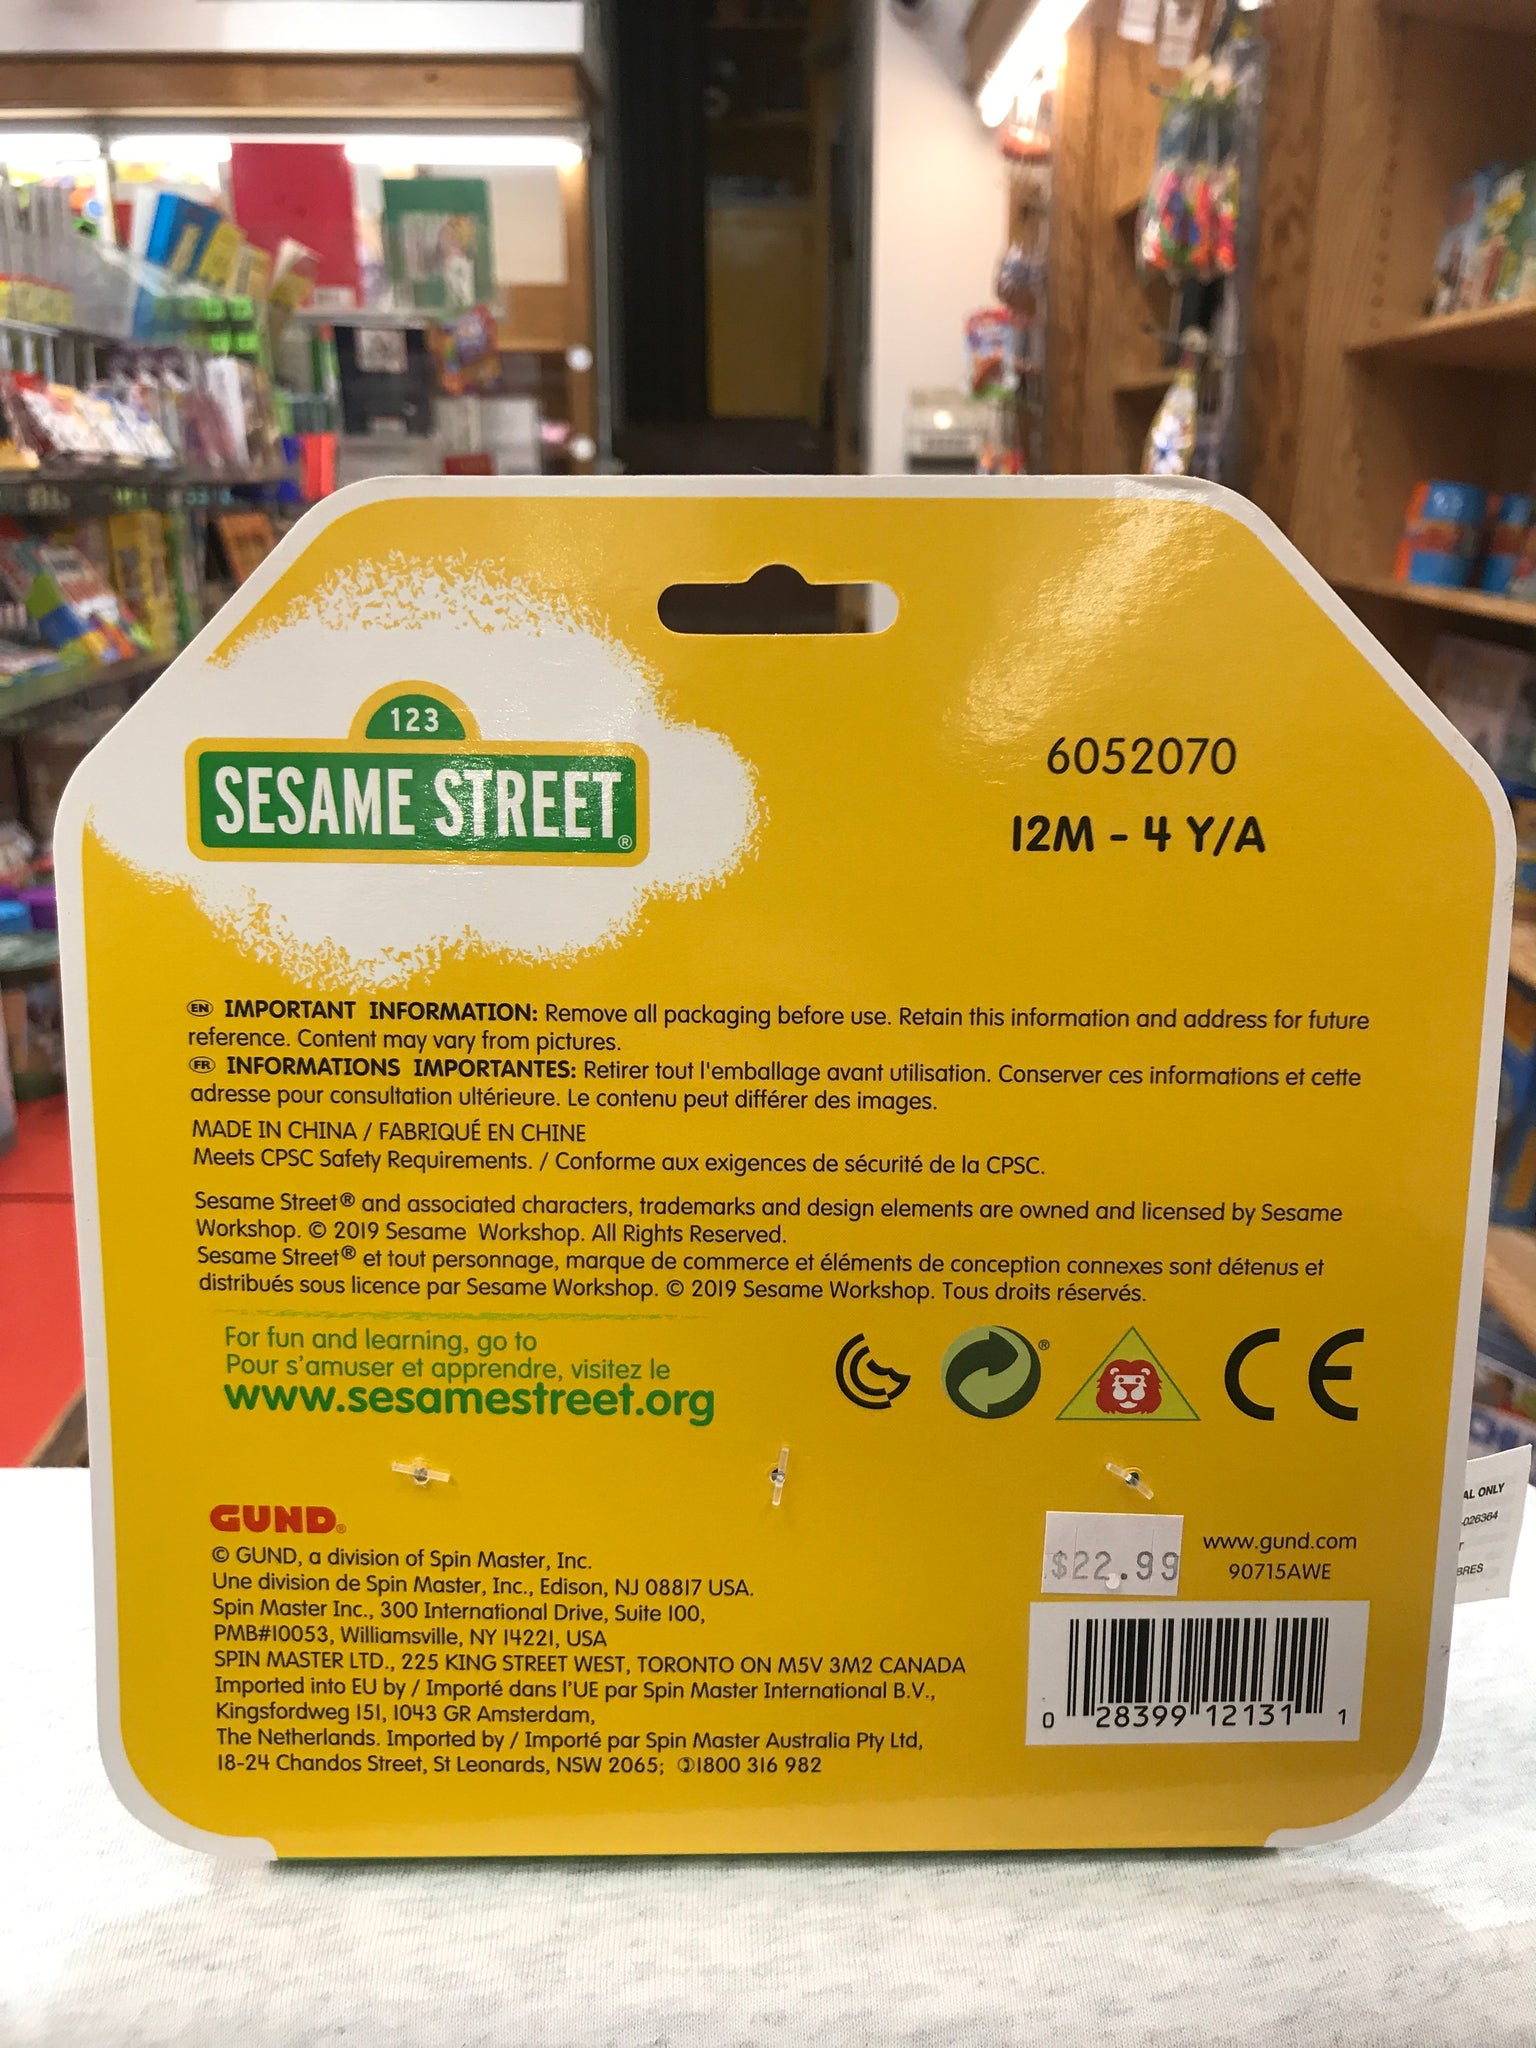 123
SESAME STREET®
6052070
12M - 4 Y/A
EN IMPORTANT INFORMATION: Remove all packaging before use. Retain this information and address for future
reference. Content may vary from pictures.
FR INFORMATIONS IMPORTANTES: Retirer tout l'emballage avant utilisation. Conserver ces informations et cette
adresse pour consultation ultérieure. Le contenu peut différer des images.
MADE IN CHINA / FABRIQUÉ EN CHINE
Meets CPSC Safety Requirements. / Conforme aux exigences de sécurité de la CPSC.
Sesame Street® and associated characters, trademarks and design elements are owned and licensed by Sesame
Workshop. © 2019 Sesame Workshop. All Rights Reserved.
Sesame Street® et tout personnage, marque de commerce et éléments de conception connexes sont détenus et
distribués sous licence par Sesame Workshop. © 2019 Sesame Workshop. Tous droits réservés.
For fun and learning, go to
Pour s'amuser et apprendre, visitez le
www.sesamestreet.org
®
CE
GUND®
© GUND, a division of Spin Master, Inc.
Une division de Spin Master, Inc., Edison, NJ 08817 USA.
Spin Master Inc., 300 International Drive, Suite 100,
PMB#10053, Williamsville, NY 14221, USA
SPIN MASTER LTD., 225 KING STREET WEST, TORONTO ON M5V 3M2 CANADA
Imported into EU by / Importé dans l'UE par Spin Master International B.V.,
Kingsfordweg 151, 1043 GR Amsterdam,
The Netherlands. Imported by / Importé par Spin Master Australia Pty Ltd,
18-24 Chandos Street, St Leonards, NSW 2065; ✆1800 316 982
$22.99
www.gund.com
90715AWE
0 28399 12131 1
AL ONLY
-026364
T
BRES